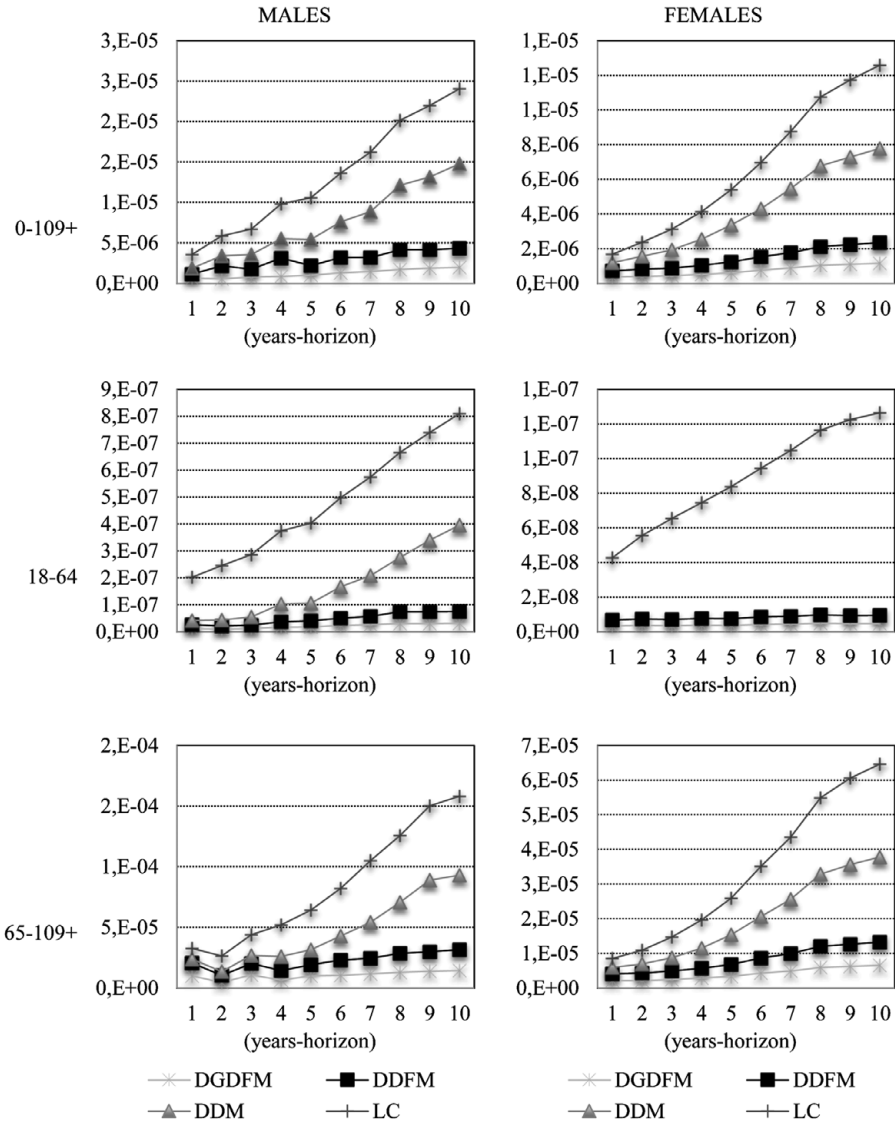 MALES
FEMALES
0-109+
3,E-05
3,E-05
2,E-05
2,E-05
1,E-05
5,E-06
0,E+00
1 2 3 4 5 6 7 8 9 10
(years-horizon)
1,E-05
1,E-05
1,E-05
8,E-06
6,E-06
4,E-06
2,E-06
0,E+00
1 2 3 4 5 6 7 8 9 10
(years-horizon)
18-64
9,E-07
8,E-07
7,E-07
6,E-07
5,E-07
4,E-07
3,E-07
2,E-07
1,E-07
0,E+00
1 2 3 4 5 6 7 8 9 10
(years-horizon)
1,E-07
1,E-07
1,E-07
8,E-08
6,E-08
4,E-08
2,E-08
0,E+00
1 2 3 4 5 6 7 8 9 10
(years-horizon)
65-109+
2,E-04
2,E-04
1,E-04
5,E-05
0,E+00
1 2 3 4 5 6 7 8 9 10
(years-horizon)
7,E-05
6,E-05
5,E-05
4,E-05
3,E-05
2,E-05
1,E-05
0,E+00
1 2 3 4 5 6 7 8 9 10
(years-horizon)
DGDFM DDFM
DDM LC
DGDFM DDFM
DDM LC